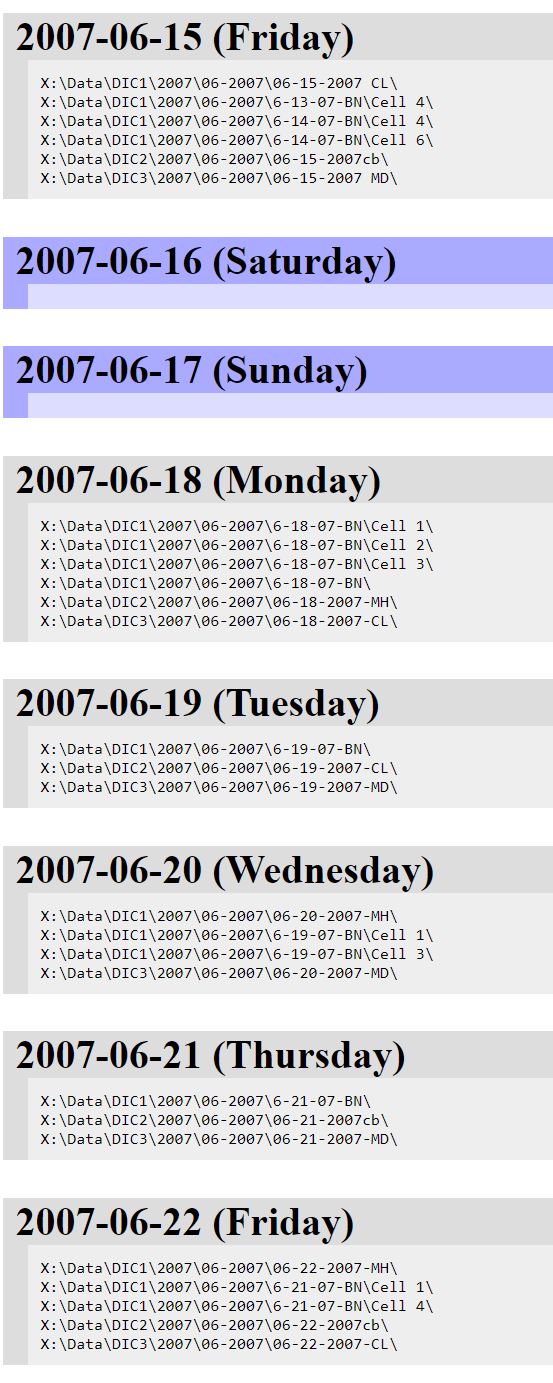 2007-06-15 (Friday)
X:\Data\DIC1\2007\06-2007\06-15-2007 CL\
X:\Data\DIC1\2007\06-2007\6-13-07-BN\Cell 4\
X:\Data\DIC1\2007\06-2007\6-14-07-BN\Cell 4\
X:\Data\DIC1\2007\06-2007\6-14-07-BN\Cell 6\
X:\Data\DIC2\2007\06-2007\06-15-2007cb\
X:\Data\DIC3\2007\06-2007\06-15-2007 MD\
2007-06-16 (Saturday)
2007-06-17 (Sunday)
2007-06-18 (Monday)
X:\Data\DIC1\2007\06-2007\6-18-07-BN\Cell 1\
X:\Data\DIC1\2007\06-2007\6-18-07-BN\Cell 2\
X:\Data\DIC1\2007\06-2007\6-18-07-BN\Cell 3\
X:\Data\DIC1\2007\06-2007\6-18-07-BN\
X:\Data\DIC2\2007\06-2007\06-18-2007-MH\
X:\Data\DIC3\2007\06-2007\06-18-2007-CL\
2007-06-19 (Tuesday)
X:\Data\DIC1\2007\06-2007\6-19-07-BN\
X:\Data\DIC2\2007\06-2007\06-19-2007-CL\
X:\Data\DIC3\2007\06-2007\06-19-2007-MD\
2007-06-20 (Wednesday)
X:\Data\DIC1\2007\06-2007\06-20-2007-MH\
X:\Data\DIC1\2007\06-2007\6-19-07-BN\Cell 1\
X:\Data\DIC1\2007\06-2007\6-19-07-BN\Cell 3\
X:\Data\DIC3\2007\06-2007\06-20-2007-MD\
2007-06-21 (Thursday)
X:\Data\DIC1\2007\06-2007\6-21-07-BN\
X:\Data\DIC2\2007\06-2007\06-21-2007cb\
X:\Data\DIC3\2007\06-2007\06-21-2007-MD\
2007-06-22 (Friday)
X:\Data\DIC1\2007\06-2007\06-22-2007-MH\
X:\Data\DIC1\2007\06-2007\6-21-07-BN\Cell 1\
X:\Data\DIC1\2007\06-2007\6-21-07-BN\Cell 4\
X:\Data\DIC2\2007\06-2007\06-22-2007cb\
X:\Data\DIC3\2007\06-2007\06-22-2007-CL\